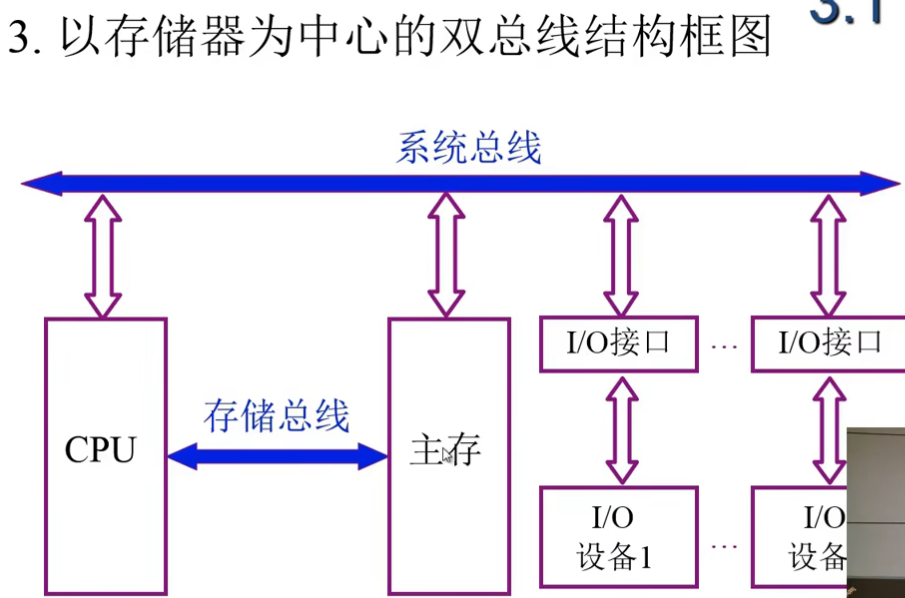 3. 以存储器为中心的双总线结构框图
3.1
系统总线
I/O接口
…
I/O接口
存储总线
CPU
主存
I/O
设备1
…
I/O
设备